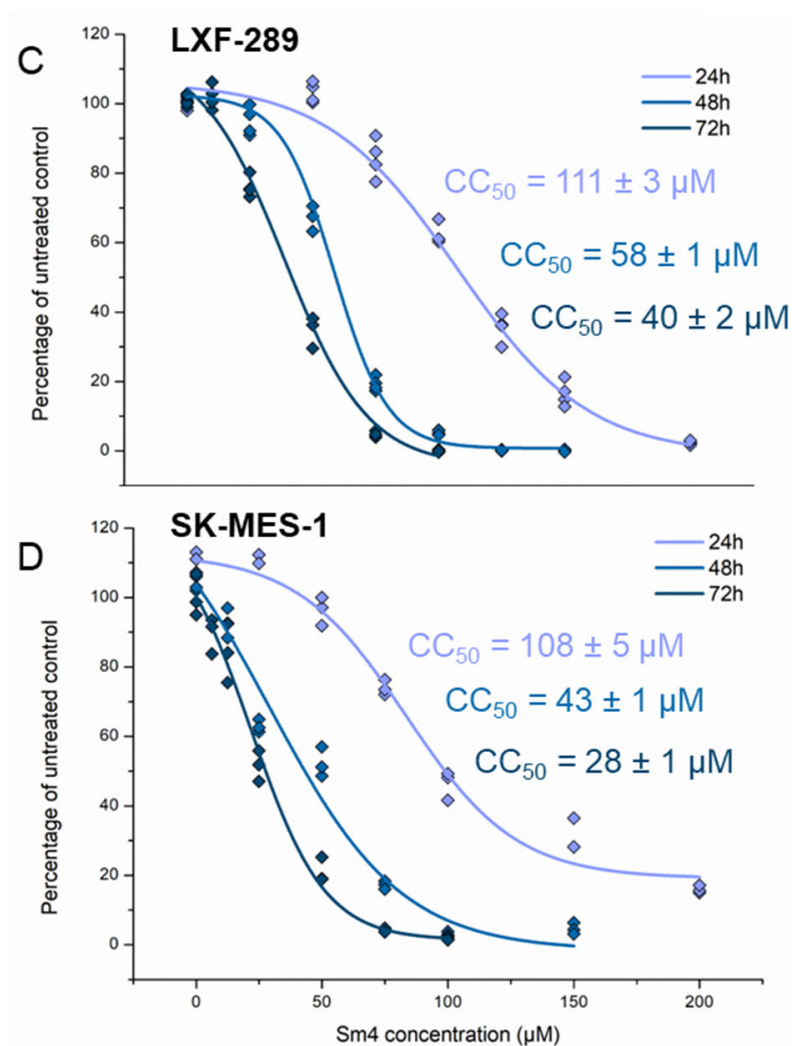 C
LXF-289
120
100
80
60
40
20
0
Percentage of untreated control
24h
48h
72h
CC₅₀ = 111 ± 3 µM
CC₅₀ = 58 ± 1 µM
CC₅₀ = 40 ± 2 µM
D
SK-MES-1
120
100
80
60
40
20
0
Percentage of untreated control
24h
48h
72h
CC₅₀ = 108 ± 5 µM
CC₅₀ = 43 ± 1 µM
CC₅₀ = 28 ± 1 µM
0 50 100 150 200
Sm4 concentration (µM)